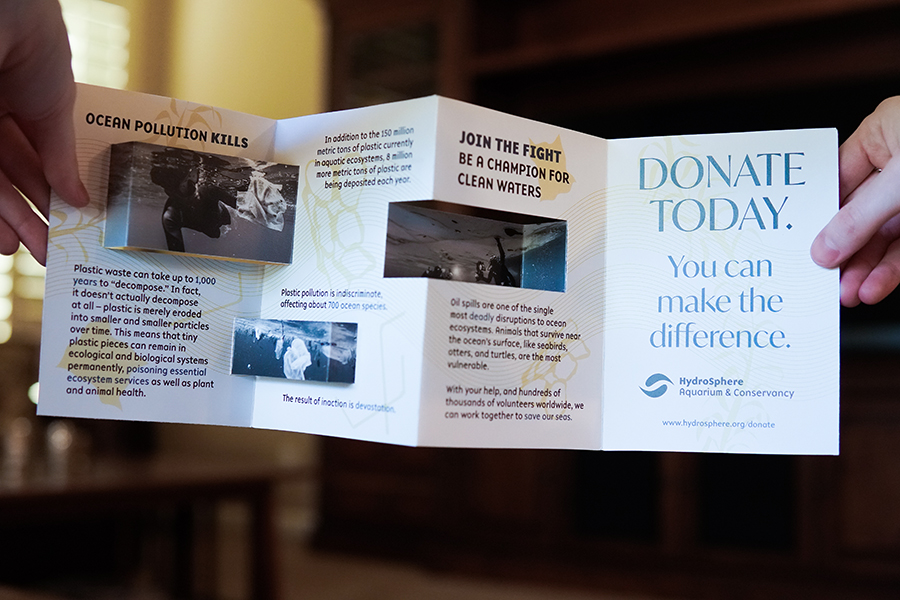 OCEAN POLLUTION KILLS
Plastic waste can take up to 1,000
years to “decompose.” In fact,
it doesn’t actually decompose
at all – plastic is merely eroded
into smaller and smaller particles
over time. This means that tiny
plastic pieces can remain in
ecological and biological systems
permanently, poisoning essential
ecosystem services as well as plant
and animal health.
In addition to the 150 million
metric tons of plastic currently
in aquatic ecosystems, 8 million
more metric tons of plastic are
being deposited each year.
Plastic pollution is indiscriminate,
affecting about 700 ocean species.
The result of inaction is devastation.
JOIN THE FIGHT
BE A CHAMPION FOR
CLEAN WATERS
Oil spills are one of the single
most deadly disruptions to ocean
ecosystems. Animals that survive near
the ocean’s surface, like seabirds,
otters, and turtles, are the most
vulnerable.
With your help, and hundreds of
thousands of volunteers worldwide, we
can work together to save our seas.
DONATE
TODAY.
You can
make the
difference.
HydroSphere
Aquarium & Conservancy
www.hydrosphere.org/donate